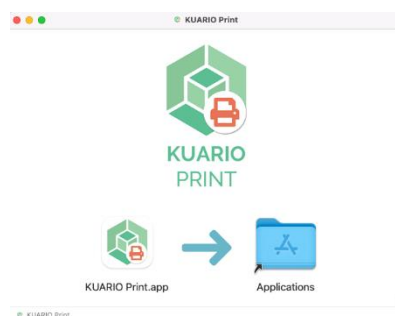 KUARIO Print
KUARIO
PRINT
KUARIO Print.app
Applications
KUARIO Print